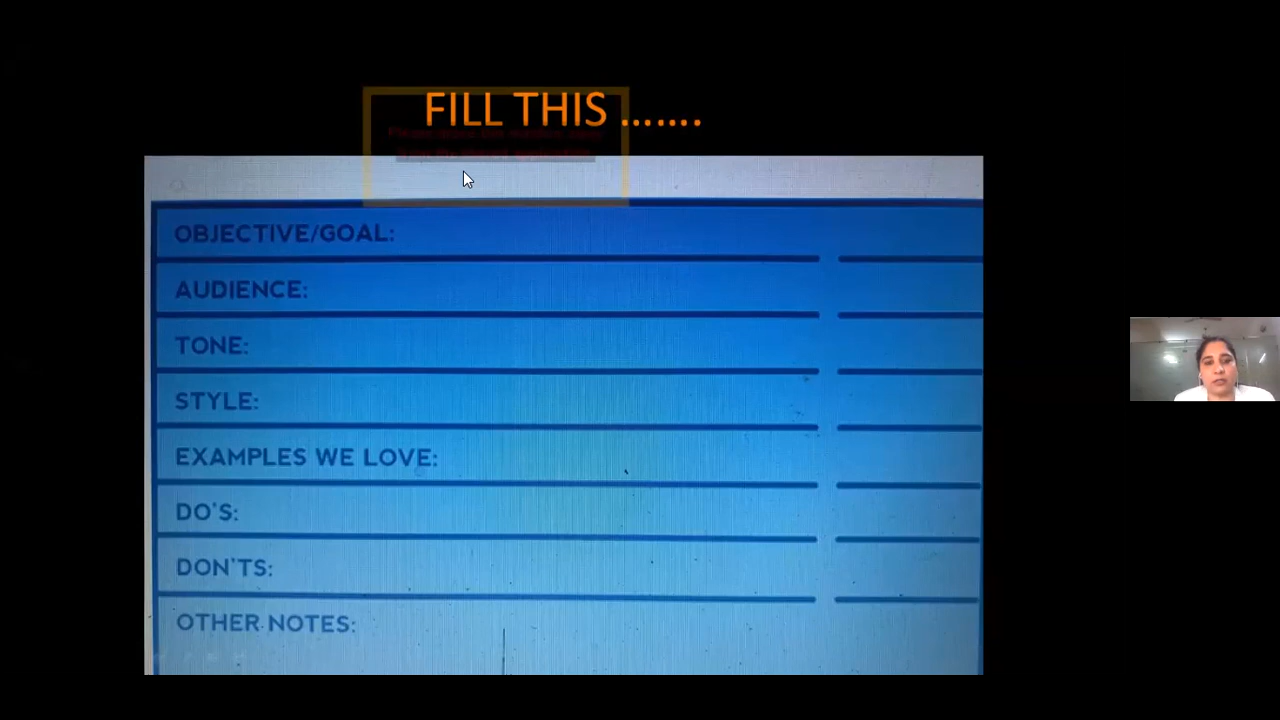 FILL THIS .......
OBJECTIVE/GOAL:
AUDIENCE:
TONE:
STYLE:
EXAMPLES WE LOVE:
DO'S:
DON'TS:
OTHER NOTES: